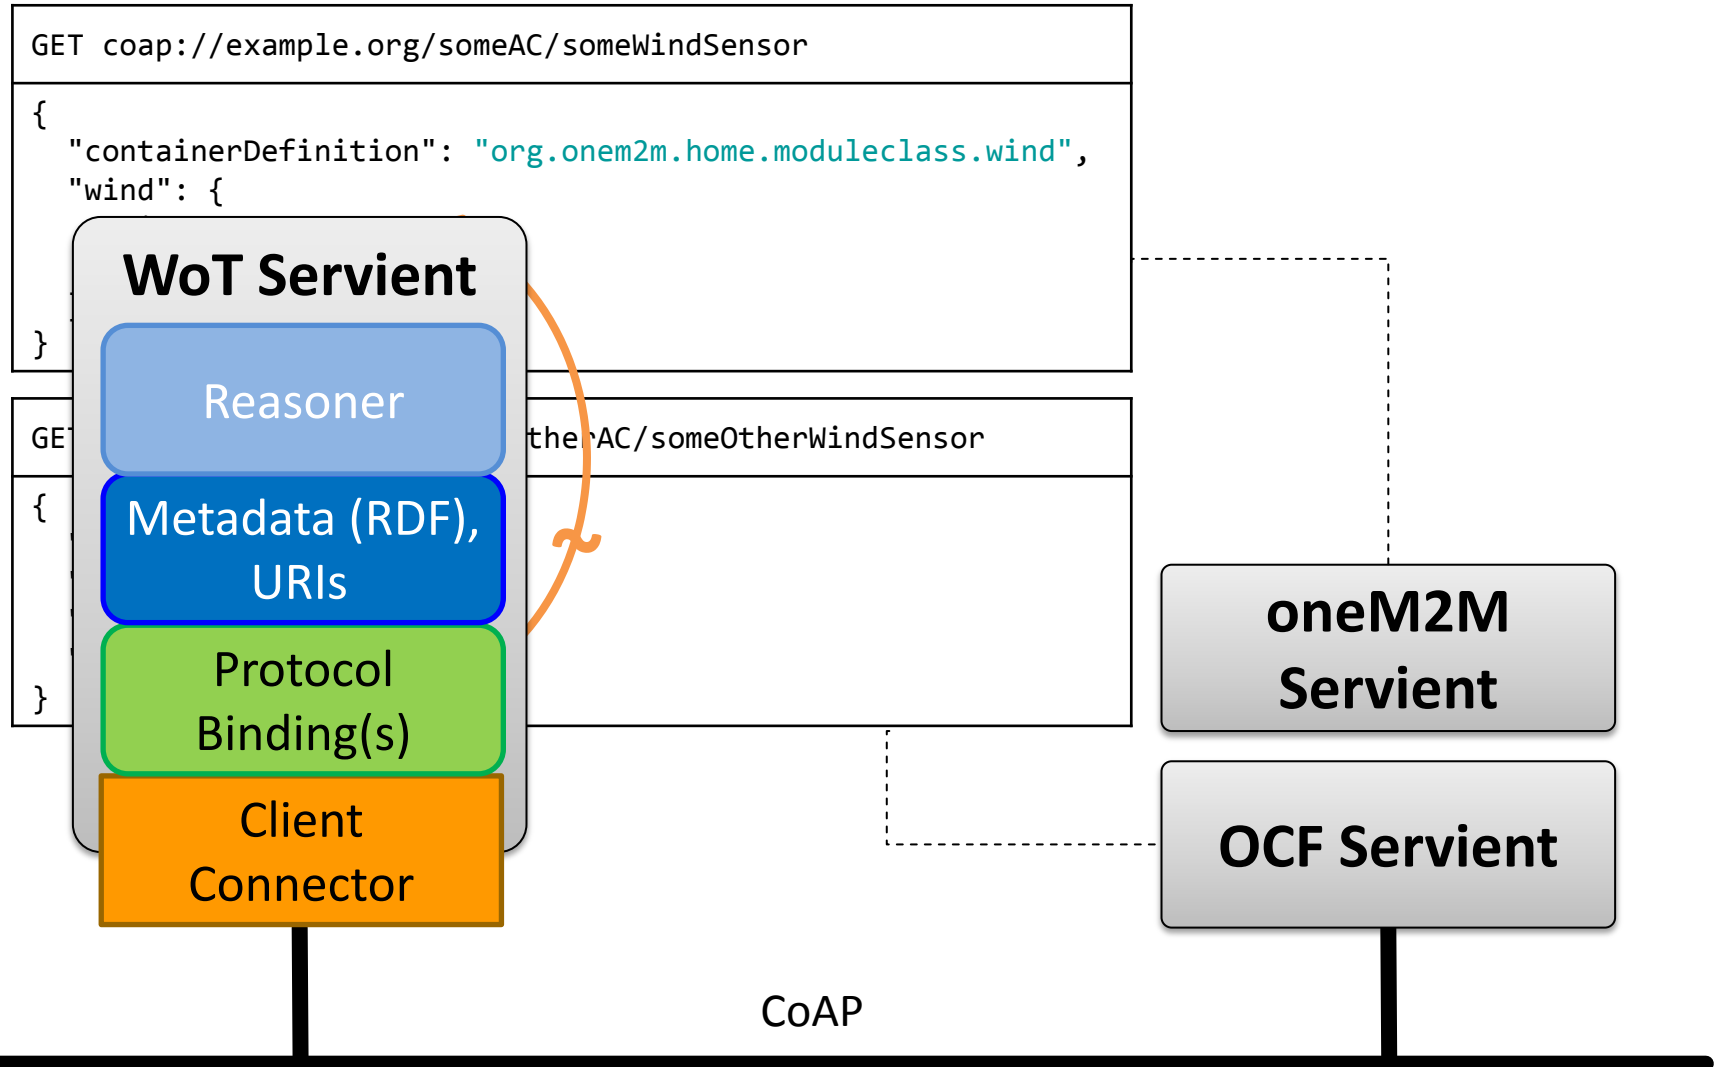 GET coap://example.org/someAC/someWindSensor
{
"containerDefinition": "org.onem2m.home.moduleclass.wind",
"wind": {
}
WoT Servient
Reasoner
Metadata (RDF),
URIs
Protocol
Binding(s)
Client
Connector
therAC/someOtherWindSensor
{
}
~
oneM2M
Servient
OCF Servient
CoAP